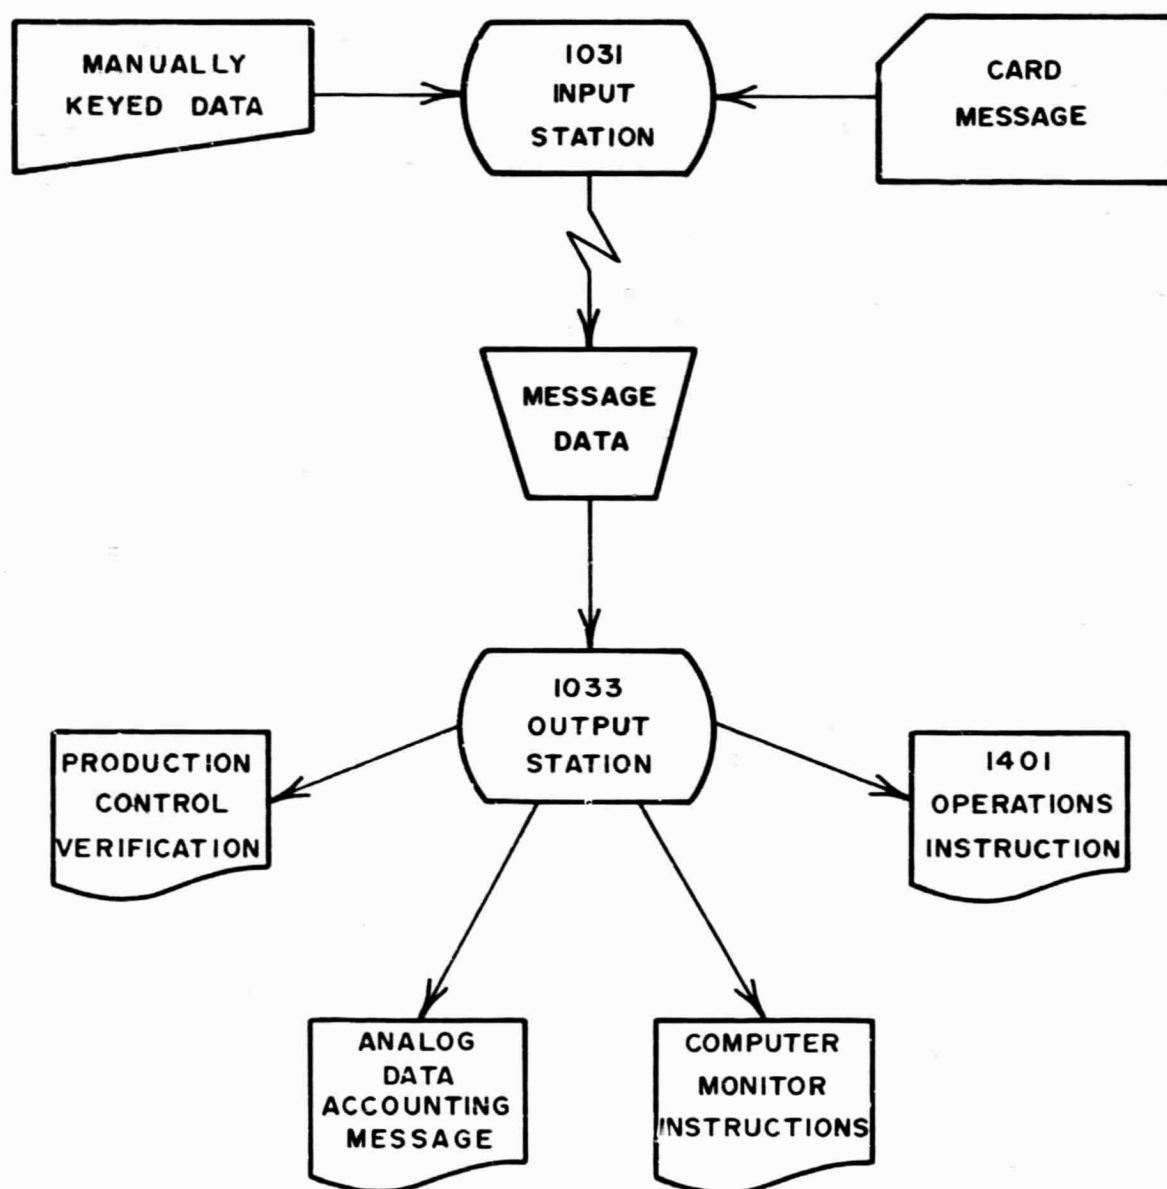 MANUALLY
KEYED DATA
1031
INPUT
STATION
CARD
MESSAGE
MESSAGE
DATA
1033
OUTPUT
STATION
PRODUCTION
CONTROL
VERIFICATION
1401
OPERATIONS
INSTRUCTION
ANALOG
DATA
ACCOUNTING
MESSAGE
COMPUTER
MONITOR
INSTRUCTIONS